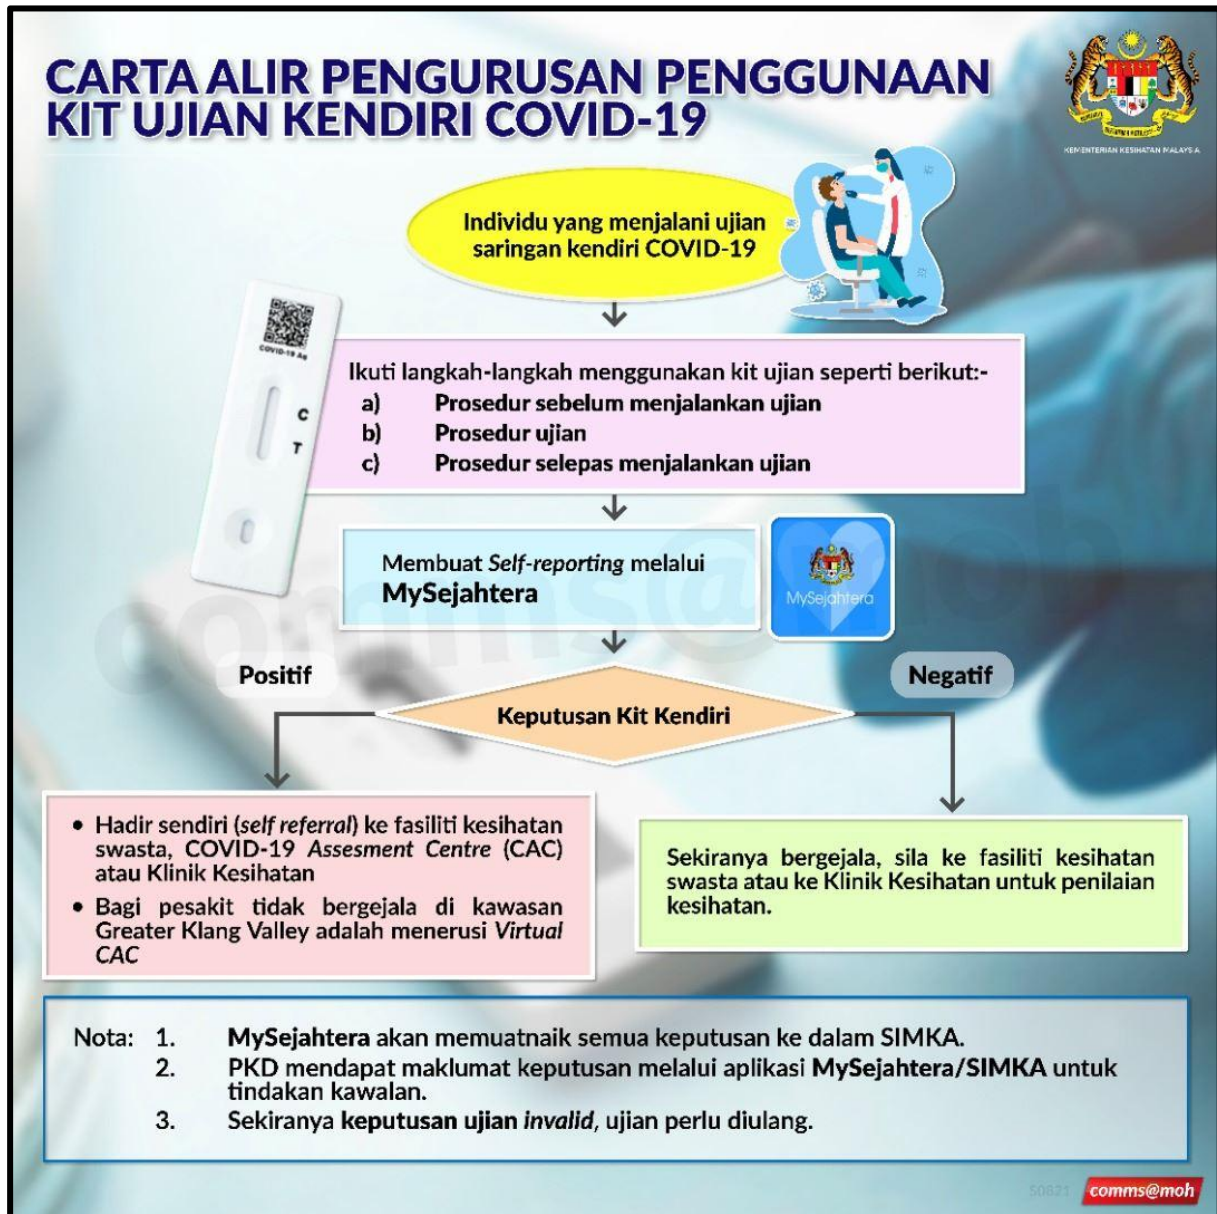 CARTA ALIR PENGURUSAN PENGGUNAAN
KIT UJIAN KENDIRI COVID-19
KEMENTERIAN KESIHATAN MALAYSIA
Individu yang menjalani ujian
saringan kendiri COVID-19
COVID-19 Ag
C
T
Ikuti langkah-langkah menggunakan kit ujian seperti berikut:-
a) Prosedur sebelum menjalankan ujian
b) Prosedur ujian
c) Prosedur selepas menjalankan ujian
Membuat Self-reporting melalui
MySejahtera
MySejahtera
comms@moh
Positif
Negatif
Keputusan Kit Kendiri
• Hadir sendiri (self referral) ke fasiliti kesihatan
swasta, COVID-19 Assesment Centre (CAC)
atau Klinik Kesihatan
• Bagi pesakit tidak bergejala di kawasan
Greater Klang Valley adalah menerusi Virtual
CAC
Sekiranya bergejala, sila ke fasiliti kesihatan
swasta atau ke Klinik Kesihatan untuk penilaian
kesihatan.
Nota: 1. MySejahtera akan memuatnaik semua keputusan ke dalam SIMKA.
2. PKD mendapat maklumat keputusan melalui aplikasi MySejahtera/SIMKA untuk
tindakan kawalan.
3. Sekiranya keputusan ujian invalid, ujian perlu diulang.
50821
comms@moh